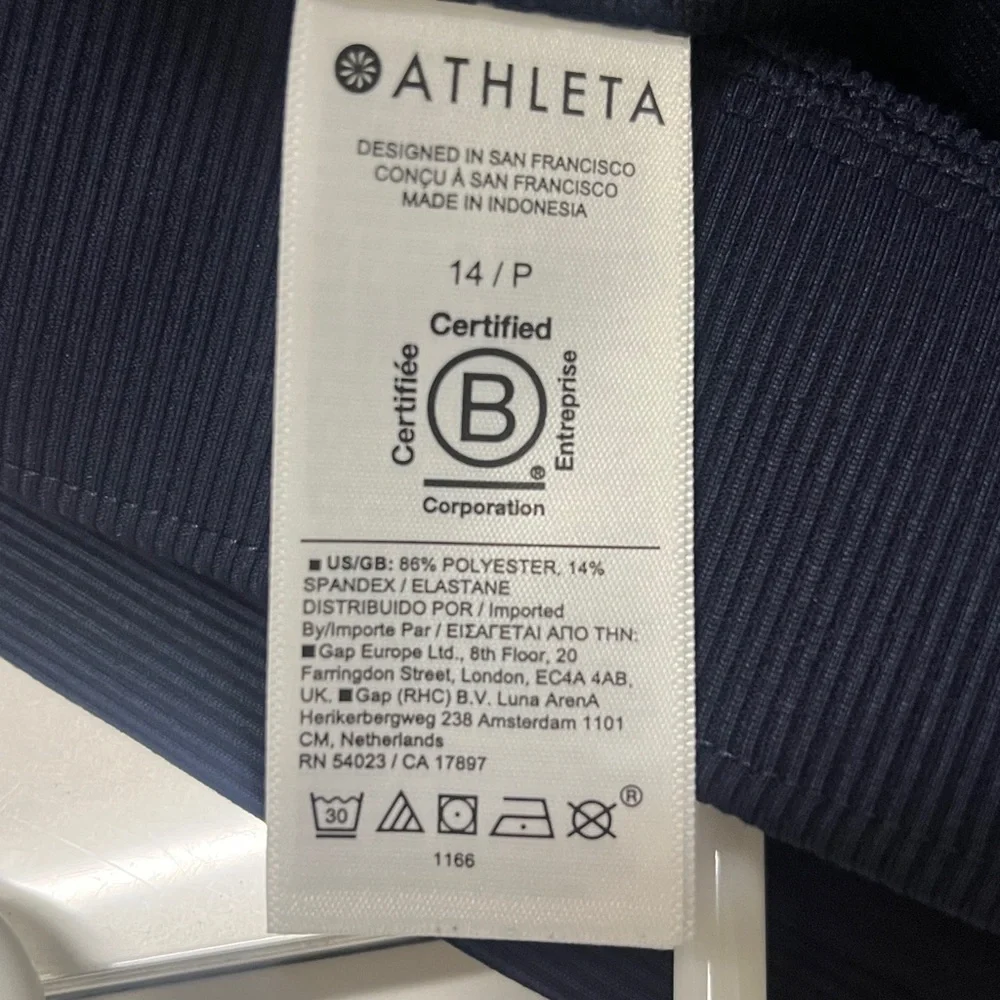 ATHLETA
DESIGNED IN SAN FRANCISCO
CONÇU À SAN FRANCISCO
MADE IN INDONESIA
14 / P
Certified
Certifiée
B
Entreprise
®
Corporation
US/GB: 86% POLYESTER, 14%
SPANDEX / ELASTANE
DISTRIBUIDO POR / Imported
By/Importe Par / ΕΙΣΑΓΕΤΑΙ ΑΠΟ ΤΗΝ:
Gap Europe Ltd., 8th Floor, 20
Farringdon Street, London, EC4A 4AB,
UK. Gap (RHC) B.V. Luna ArenA
Herikerbergweg 238 Amsterdam 1101
CM, Netherlands
RN 54023 / CA 17897
30 ®
1166